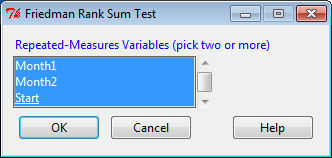 Friedman Rank Sum Test
Repeated-Measures Variables (pick two or more)
Month1
Month2
Start
OK Cancel Help